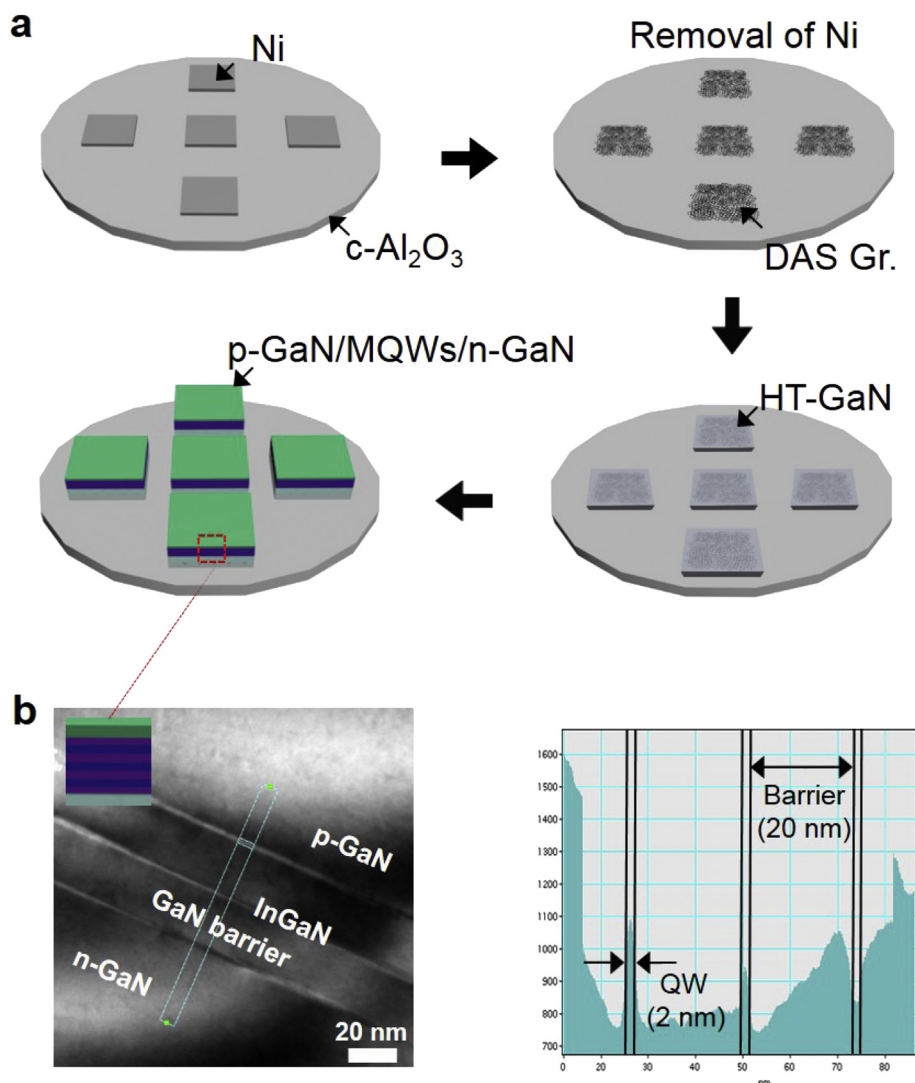 a
Ni
Removal of Ni
c-Al₂O₃
DAS Gr.
p-GaN/MQWs/n-GaN
HT-GaN
b
p-GaN
InGaN
GaN barrier
n-GaN
20 nm
1600
1500
1400
1300
1200
1100
1000
900
800
700
Barrier
(20 nm)
QW
(2 nm)
0 10 20 30 40 50 60 70 80